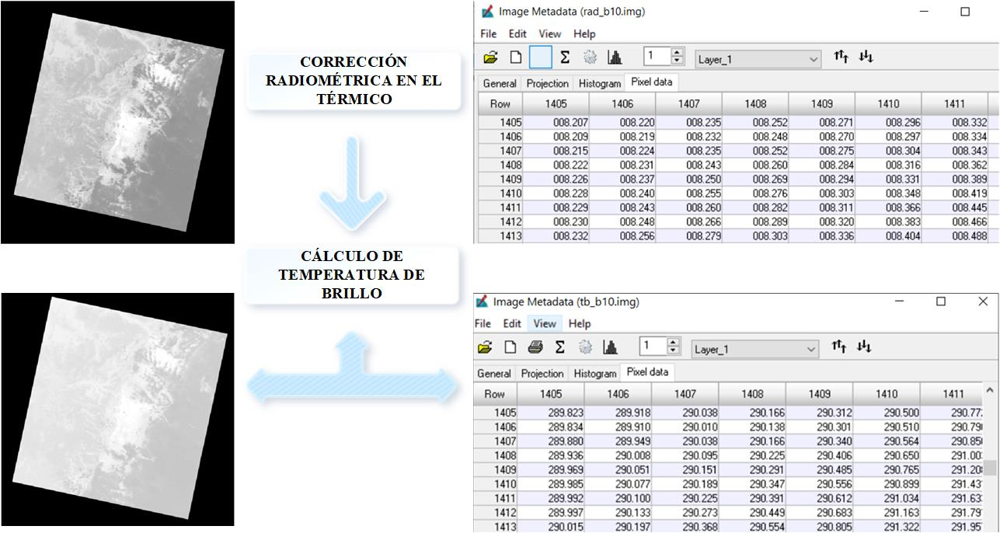 CORRECCIÓN
RADIOMÉTRICA EN EL
TÉRMICO
CÁLCULO DE
TEMPERATURA DE
BRILLO
Image Metadata (rad_b10.img)
File Edit View Help
1 Layer_1
General Projection Histogram Pixel data
Row 1405 1406 1407 1408 1409 1410 1411
1405 008.207 008.220 008.235 008.252 008.271 008.296 008.332
1406 008.209 008.219 008.232 008.248 008.270 008.297 008.334
1407 008.215 008.224 008.235 008.252 008.275 008.304 008.343
1408 008.222 008.231 008.243 008.260 008.284 008.316 008.362
1409 008.226 008.237 008.250 008.269 008.294 008.331 008.389
1410 008.228 008.240 008.255 008.276 008.303 008.348 008.419
1411 008.229 008.243 008.260 008.282 008.311 008.366 008.445
1412 008.230 008.248 008.266 008.289 008.320 008.383 008.466
1413 008.232 008.256 008.279 008.303 008.336 008.404 008.488
Image Metadata (tb_b10.img)
File Edit View Help
1 Layer_1
General Projection Histogram Pixel data
Row 1405 1406 1407 1408 1409 1410 1411
1405 289.823 289.918 290.038 290.166 290.312 290.500
1406 289.834 289.910 290.010 290.138 290.301 290.510
1407 289.880 289.949 290.038 290.166 290.340 290.564
1408 289.936 290.008 290.095 290.225 290.406 290.650
1409 289.969 290.051 290.151 290.291 290.485 290.765
1410 289.985 290.077 290.189 290.347 290.556 290.899
1411 289.992 290.100 290.225 290.391 290.612 291.034
1412 289.997 290.133 290.273 290.449 290.683 291.163
1413 290.015 290.197 290.368 290.554 290.805 291.322